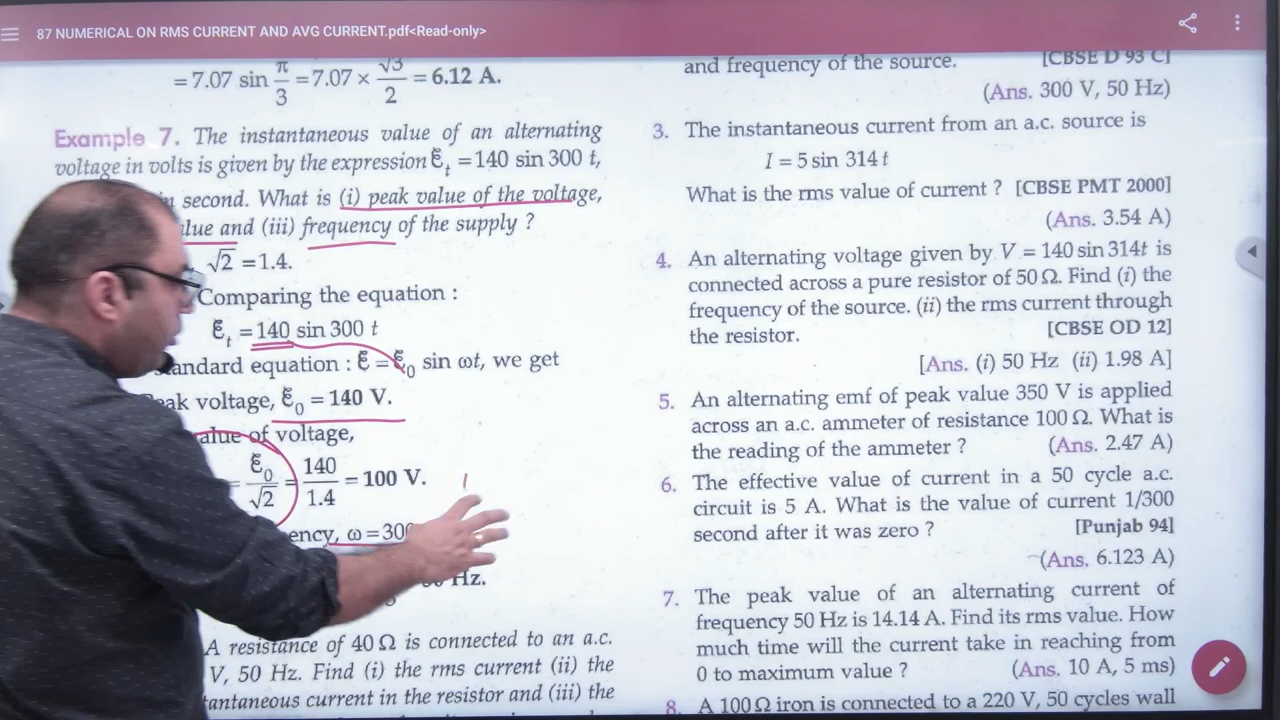 87 NUMERICAL ON RMS CURRENT AND AVG CURRENT.pdf<Read-only>
= 7.07 sin π/3 = 7.07 × √3/2 = 6.12 A.
Example 7. The instantaneous value of an alternating
voltage in volts is given by the expression ℰt = 140 sin 300 t,
second. What is (i) peak value of the voltage,
and (iii) frequency of the supply ?
√2 = 1.4.
Comparing the equation :
ℰt = 140 sin 300 t
equation : ℰ = ℰ0 sin ωt, we get
voltage, ℰ0 = 140 V.
of voltage,
= ℰ0/√2 = 140/1.4 = 100 V.
ω = 300
Hz.
A resistance of 40 Ω is connected to an a.c.
V, 50 Hz. Find (i) the rms current (ii) the
current in the resistor and (iii) the
and frequency of the source. [CBSE D 93 C]
(Ans. 300 V, 50 Hz)
3. The instantaneous current from an a.c. source is
I = 5 sin 314 t
What is the rms value of current ? [CBSE PMT 2000]
(Ans. 3.54 A)
4. An alternating voltage given by V = 140 sin 314t is
connected across a pure resistor of 50 Ω. Find (i) the
frequency of the source. (ii) the rms current through
the resistor. [CBSE OD 12]
[Ans. (i) 50 Hz (ii) 1.98 A]
5. An alternating emf of peak value 350 V is applied
across an a.c. ammeter of resistance 100 Ω. What is
the reading of the ammeter ? (Ans. 2.47 A)
6. The effective value of current in a 50 cycle a.c.
circuit is 5 A. What is the value of current 1/300
second after it was zero ? [Punjab 94]
(Ans. 6.123 A)
7. The peak value of an alternating current of
frequency 50 Hz is 14.14 A. Find its rms value. How
much time will the current take in reaching from
0 to maximum value ? (Ans. 10 A, 5 ms)
8. A 100 Ω iron is connected to a 220 V, 50 cycles wall